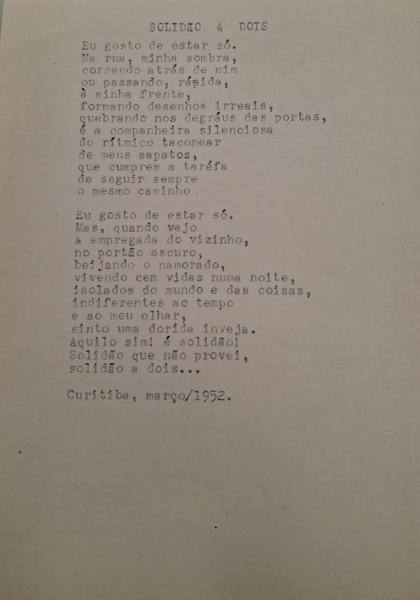 SOLIDÃO A DOIS
Eu gosto de estar só.
Na rua, minha sombra,
correndo atrás de mim
ou passando, rápida,
à minha frente,
formando desenhos irreais,
quebrando nos degráus das portas,
é a companheira silenciosa
do rítmico taconear
de meus sapatos,
que cumprem a taréfa
de seguir sempre
o mesmo caminho.
Eu gosto de estar só.
Mas, quando vejo
a empregada do vizinho,
no portão escuro,
beijando o namorado,
vivendo cem vidas numa noite,
isolados do mundo e das coisas,
indiferentes ao tempo
e ao meu olhar,
sinto uma dorida inveja.
Aquilo sim! é solidão!
Solidão que não provei,
solidão a dois...
Curitiba, março/1952.